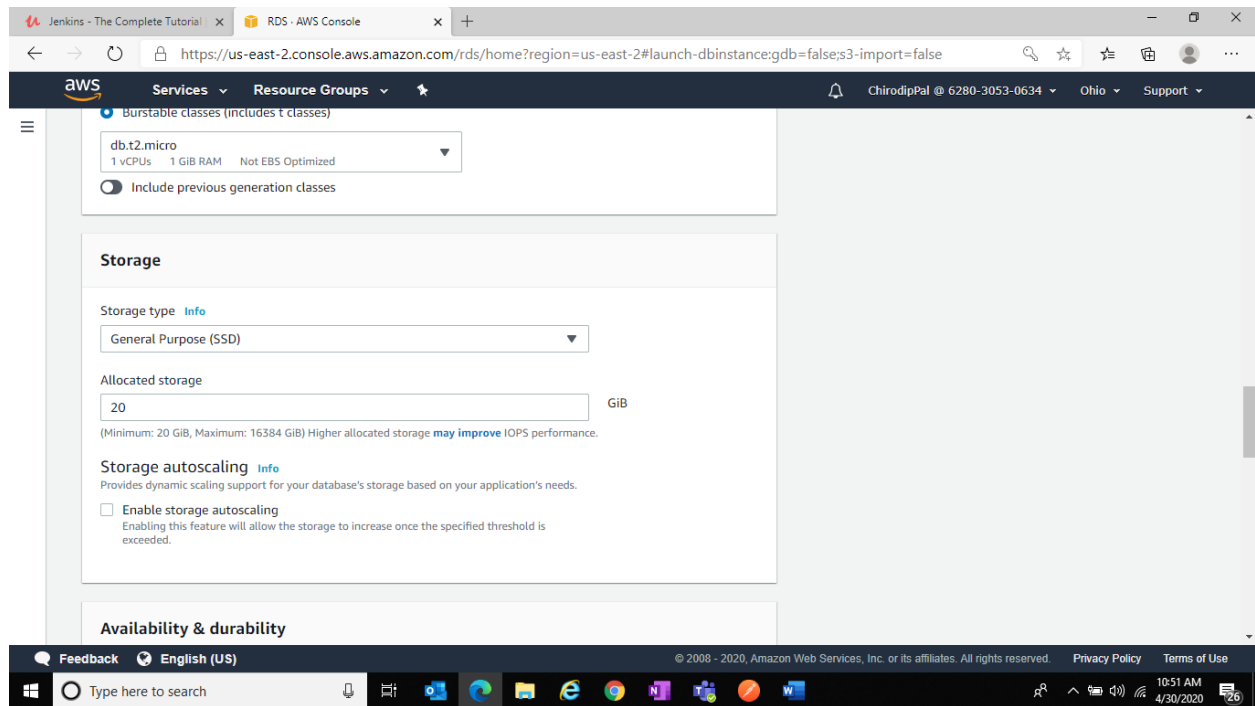 Jenkins - The Complete Tutorial
RDS · AWS Console
https://us-east-2.console.aws.amazon.com/rds/home?region=us-east-2#launch-dbinstance:gdb=false;s3-import=false
aws Services Resource Groups ChirodipPal @ 6280-3053-0634 Ohio Support
Burstable classes (includes t classes)
db.t2.micro
1 vCPUs 1 GiB RAM Not EBS Optimized
Include previous generation classes
Storage
Storage type Info
General Purpose (SSD)
Allocated storage
20 GiB
(Minimum: 20 GiB, Maximum: 16384 GiB) Higher allocated storage may improve IOPS performance.
Storage autoscaling Info
Provides dynamic scaling support for your database's storage based on your application's needs.
Enable storage autoscaling
Enabling this feature will allow the storage to increase once the specified threshold is
exceeded.
Availability & durability
Feedback English (US) © 2008 - 2020, Amazon Web Services, Inc. or its affiliates. All rights reserved. Privacy Policy Terms of Use
Type here to search
10:51 AM
4/30/2020
26